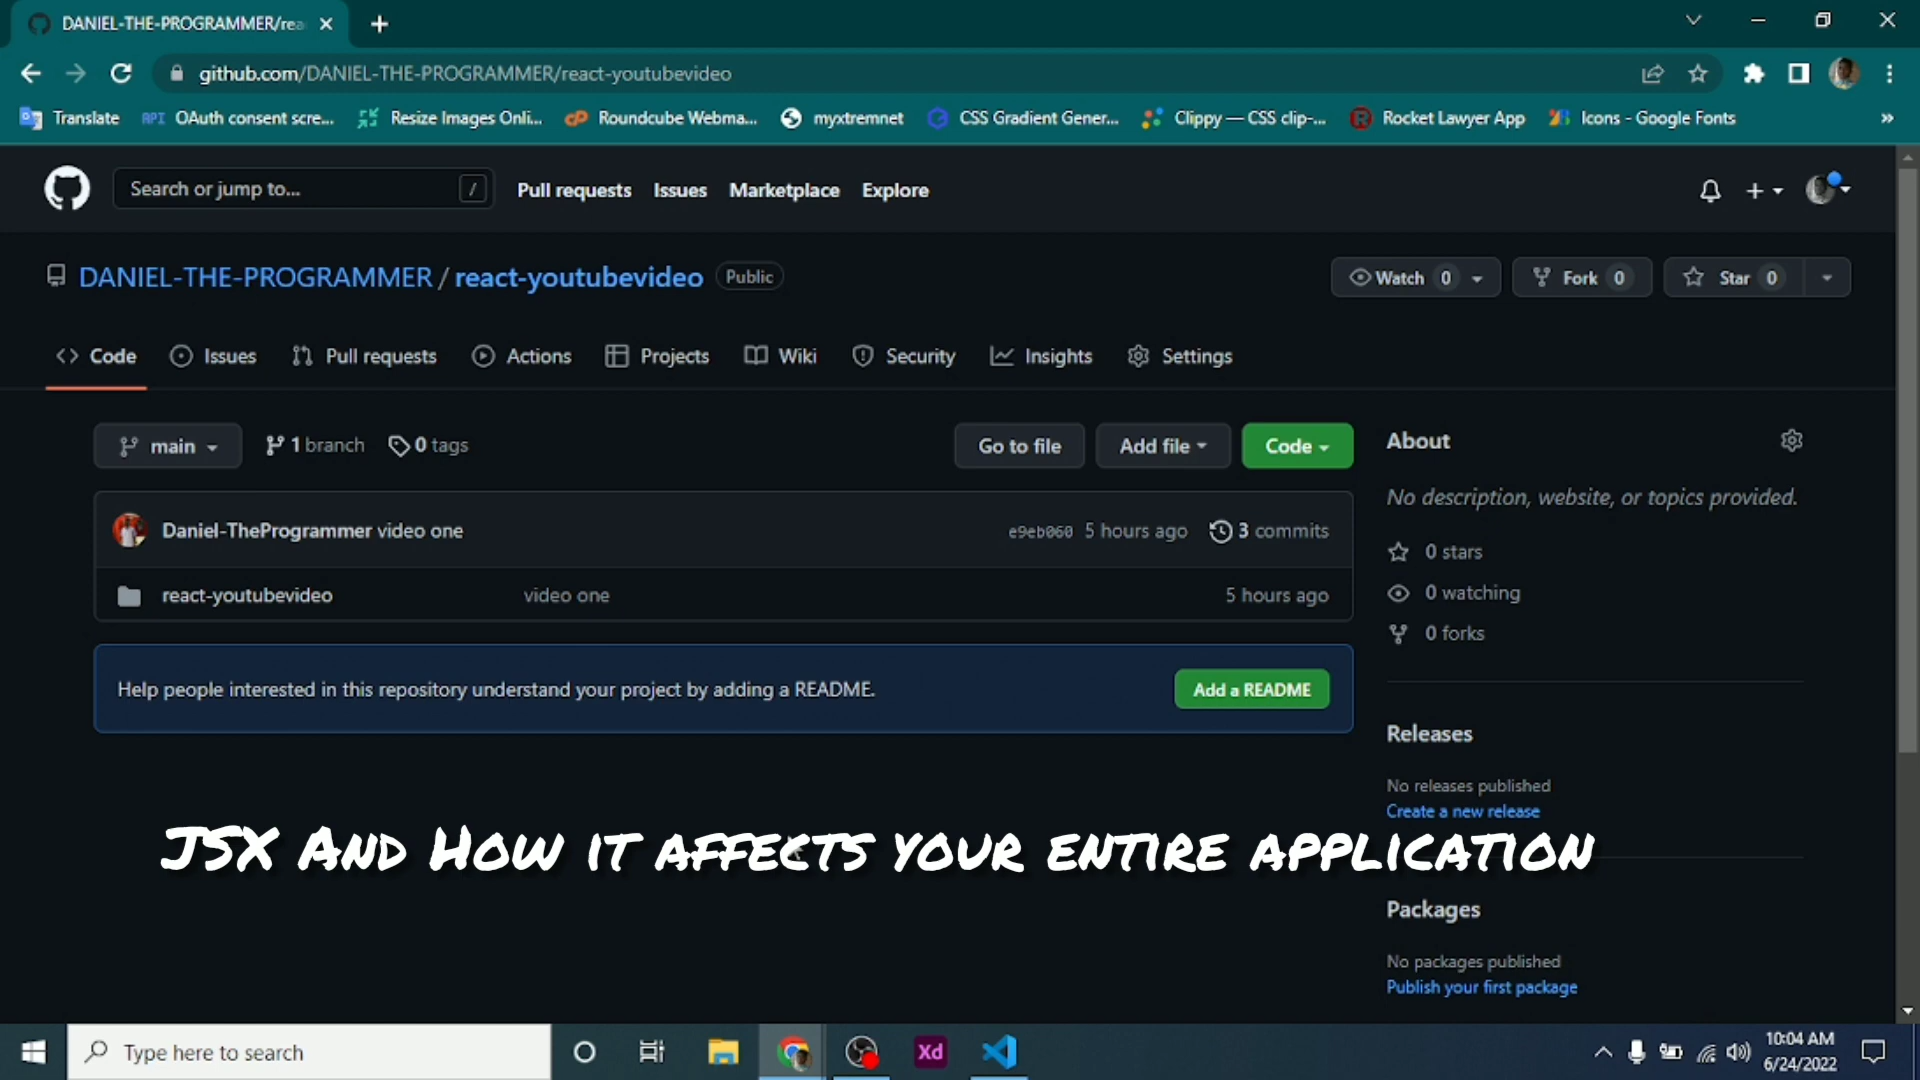 DANIEL-THE-PROGRAMMER/rea
github.com/DANIEL-THE-PROGRAMMER/react-youtubevideo
Translate API OAuth consent scre... Resize Images Onli... cP Roundcube Webma... myxtremnet CSS Gradient Gener... Clippy — CSS clip-... R Rocket Lawyer App Icons - Google Fonts »
Search or jump to... / Pull requests Issues Marketplace Explore
DANIEL-THE-PROGRAMMER / react-youtubevideo Public Watch 0 Fork 0 Star 0
Code Issues Pull requests Actions Projects Wiki Security Insights Settings
main 1 branch 0 tags Go to file Add file Code
Daniel-TheProgrammer video one e9eb060 5 hours ago 3 commits
react-youtubevideo video one 5 hours ago
Help people interested in this repository understand your project by adding a README. Add a README
About
No description, website, or topics provided.
0 stars
0 watching
0 forks
Releases
No releases published
Create a new release
JSX And How it affects your entire application
Packages
No packages published
Publish your first package
Type here to search Xd 10:04 AM
6/24/2022